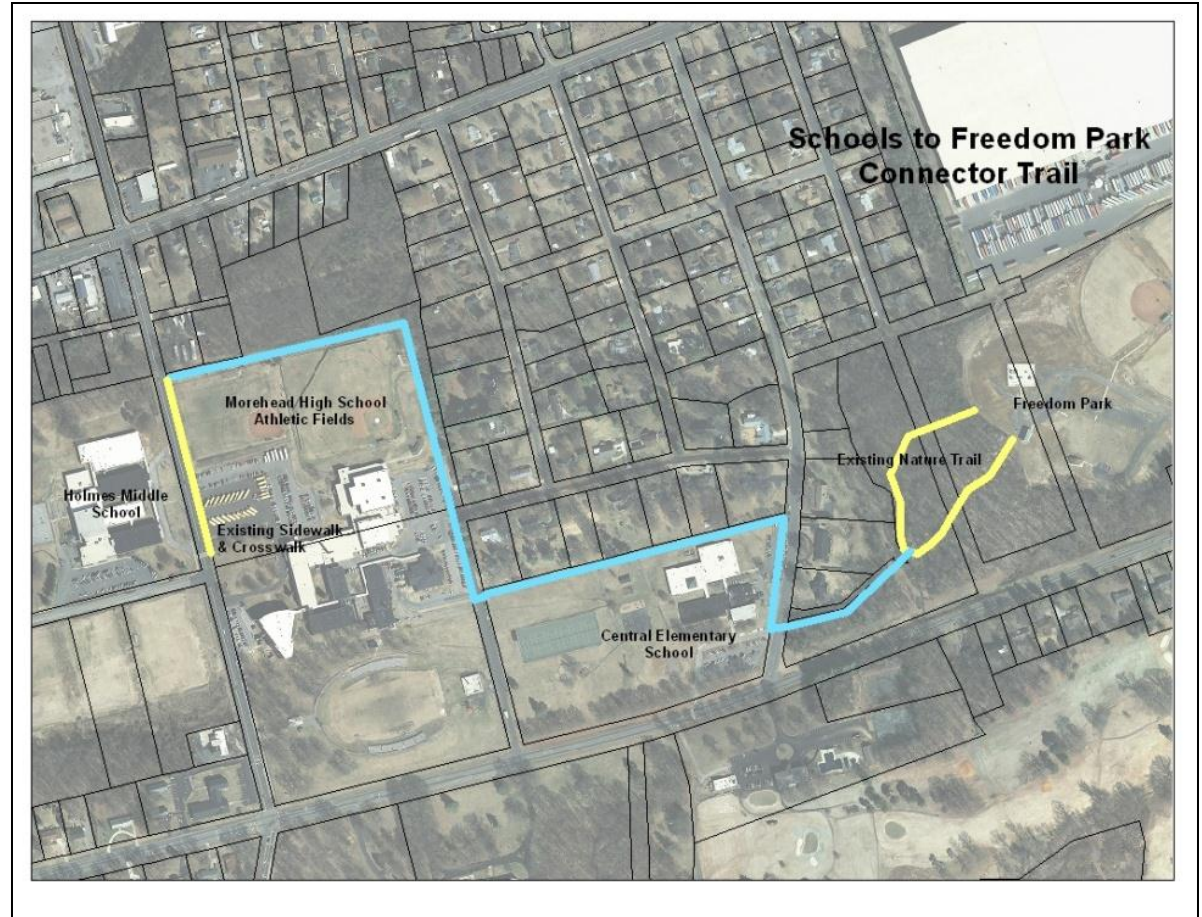 Schools to Freedom Park
Connector Trail
Morehead High School
Athletic Fields
Freedom Park
Existing Nature Trail
Holmes Middle
School
Existing Sidewalk
& Crosswalk
Central Elementary
School